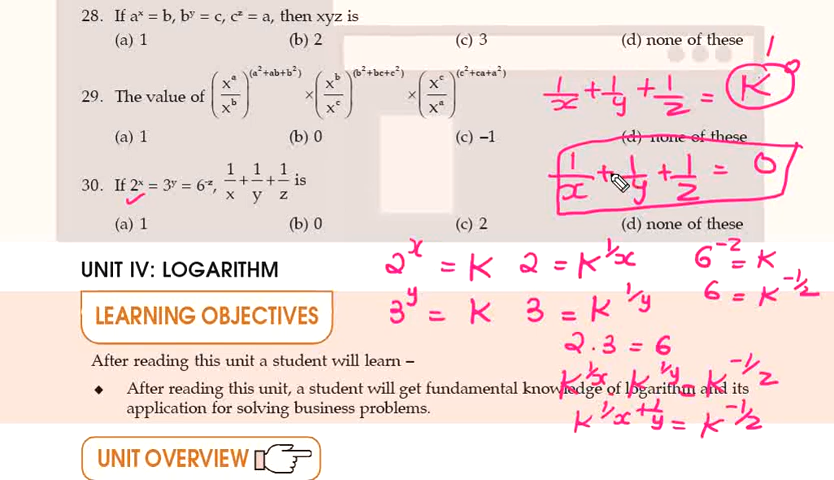 28. If aˣ = b, bʸ = c, cᶻ = a, then xyz is
(a) 1 (b) 2 (c) 3 (d) none of these
29. The value of (xᵃ/xᵇ)^(a²+ab+b²) × (xᵇ/xᶜ)^(b²+bc+c²) × (xᶜ/xᵃ)^(c²+ca+a²)
(a) 1 (b) 0 (c) −1 (d) none of these
30. If 2ˣ = 3ʸ = 6⁻ᶻ, 1/x + 1/y + 1/z is
(a) 1 (b) 0 (c) 2 (d) none of these
1
1/x + 1/y + 1/z = K⁰
1/x + 1/y + 1/z = 0
2ˣ = K 2 = K^1/x 6⁻ᶻ = K
3ʸ = K 3 = K^1/y 6 = K^-1/z
2 . 3 = 6
K^1/x K^1/y = K^-1/z
K^1/x+1/y = K^-1/z
UNIT IV: LOGARITHM
LEARNING OBJECTIVES
After reading this unit a student will learn –
◆ After reading this unit, a student will get fundamental knowledge of logarithm and its
application for solving business problems.
UNIT OVERVIEW